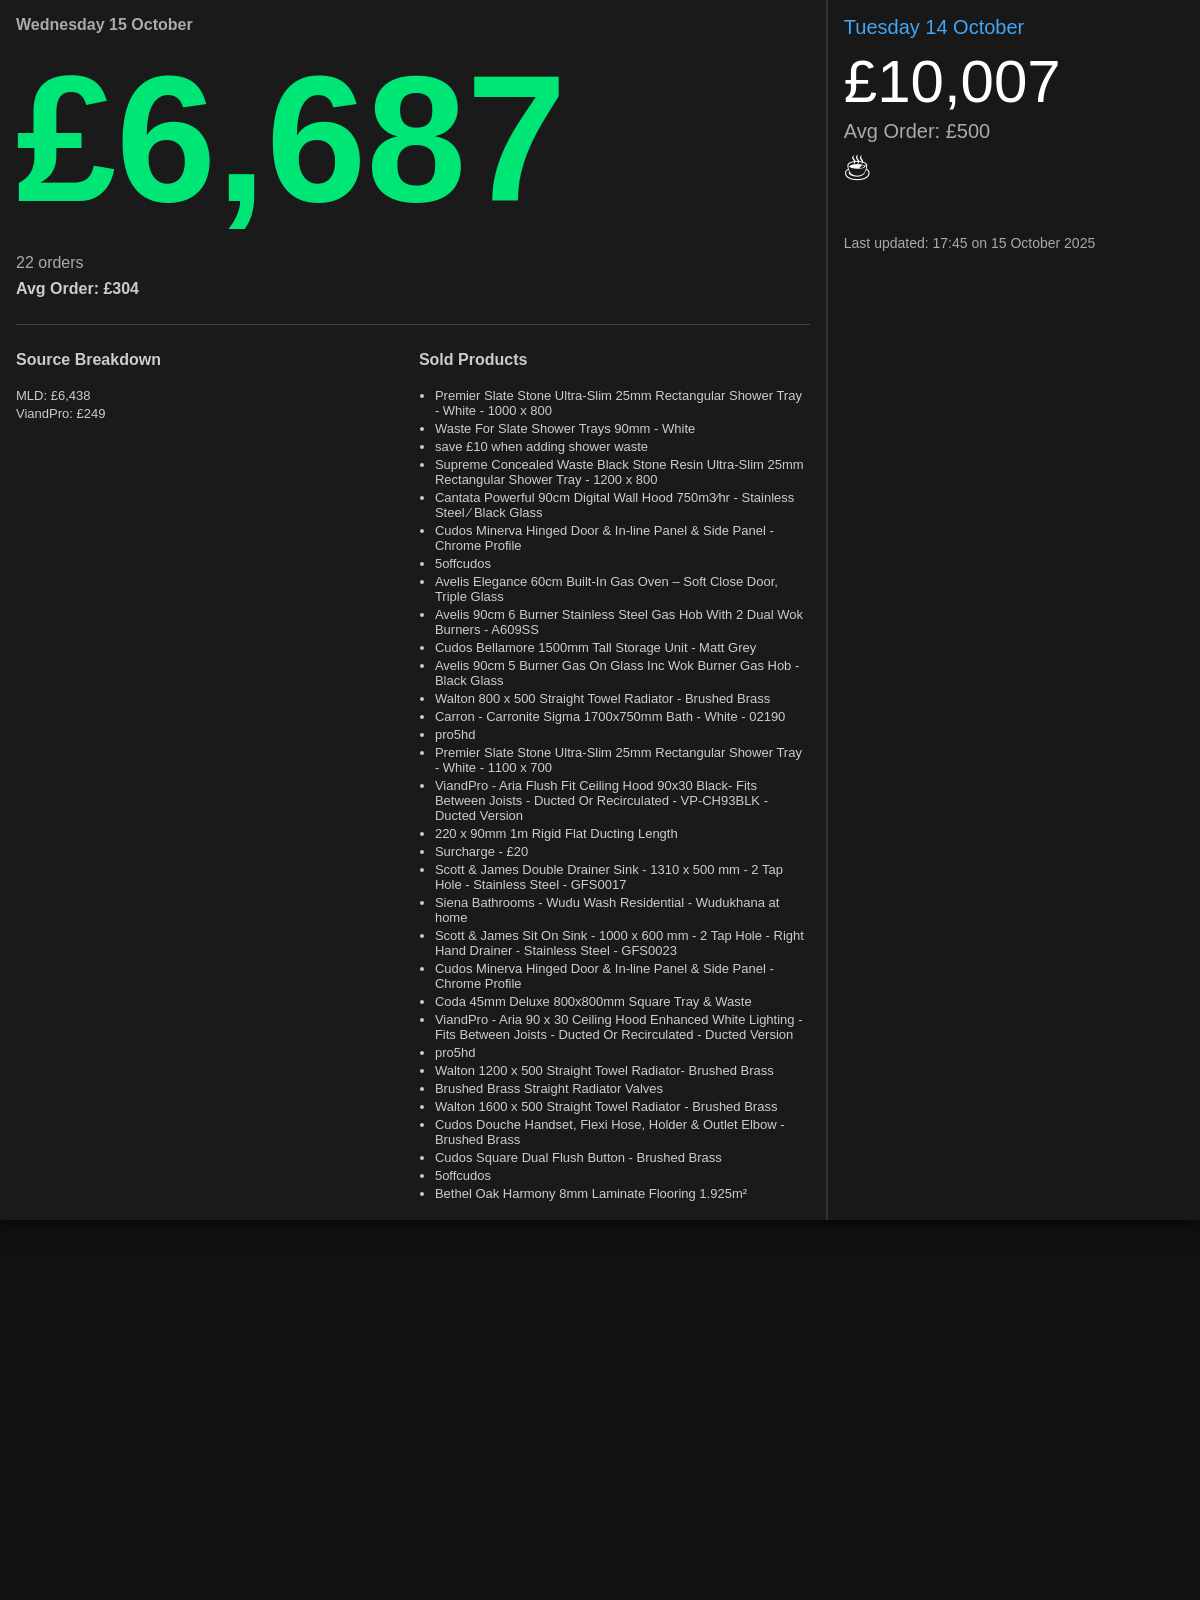 Wednesday 15 October
£6,687
22 orders
Avg Order: £304
Source Breakdown
MLD: £6,438
ViandPro: £249
Sold Products
Premier Slate Stone Ultra-Slim 25mm Rectangular Shower Tray
- White - 1000 x 800
Waste For Slate Shower Trays 90mm - White
save £10 when adding shower waste
Supreme Concealed Waste Black Stone Resin Ultra-Slim 25mm
Rectangular Shower Tray - 1200 x 800
Cantata Powerful 90cm Digital Wall Hood 750m3⁄hr - Stainless
Steel ⁄ Black Glass
Cudos Minerva Hinged Door & In-line Panel & Side Panel -
Chrome Profile
5offcudos
Avelis Elegance 60cm Built-In Gas Oven – Soft Close Door,
Triple Glass
Avelis 90cm 6 Burner Stainless Steel Gas Hob With 2 Dual Wok
Burners - A609SS
Cudos Bellamore 1500mm Tall Storage Unit - Matt Grey
Avelis 90cm 5 Burner Gas On Glass Inc Wok Burner Gas Hob -
Black Glass
Walton 800 x 500 Straight Towel Radiator - Brushed Brass
Carron - Carronite Sigma 1700x750mm Bath - White - 02190
pro5hd
Premier Slate Stone Ultra-Slim 25mm Rectangular Shower Tray
- White - 1100 x 700
ViandPro - Aria Flush Fit Ceiling Hood 90x30 Black- Fits
Between Joists - Ducted Or Recirculated - VP-CH93BLK -
Ducted Version
220 x 90mm 1m Rigid Flat Ducting Length
Surcharge - £20
Scott & James Double Drainer Sink - 1310 x 500 mm - 2 Tap
Hole - Stainless Steel - GFS0017
Siena Bathrooms - Wudu Wash Residential - Wudukhana at
home
Scott & James Sit On Sink - 1000 x 600 mm - 2 Tap Hole - Right
Hand Drainer - Stainless Steel - GFS0023
Cudos Minerva Hinged Door & In-line Panel & Side Panel -
Chrome Profile
Coda 45mm Deluxe 800x800mm Square Tray & Waste
ViandPro - Aria 90 x 30 Ceiling Hood Enhanced White Lighting -
Fits Between Joists - Ducted Or Recirculated - Ducted Version
pro5hd
Walton 1200 x 500 Straight Towel Radiator- Brushed Brass
Brushed Brass Straight Radiator Valves
Walton 1600 x 500 Straight Towel Radiator - Brushed Brass
Cudos Douche Handset, Flexi Hose, Holder & Outlet Elbow -
Brushed Brass
Cudos Square Dual Flush Button - Brushed Brass
5offcudos
Bethel Oak Harmony 8mm Laminate Flooring 1.925m²
Tuesday 14 October
£10,007
Avg Order: £500
Last updated: 17:45 on 15 October 2025